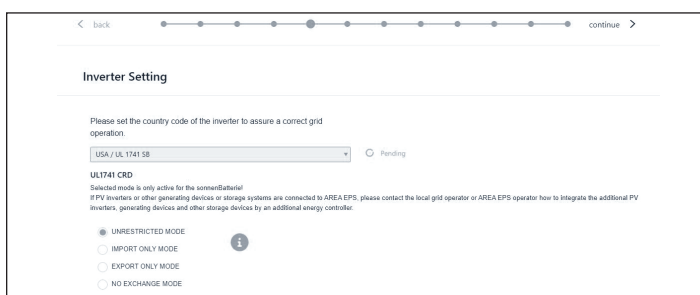 back
continue
Inverter Setting
Please set the country code of the inverter to assure a correct grid
operation.
USA / UL 1741 SB
Pending
UL1741 CRD
Selected mode is only active for the sonnenBatterie!
If PV inverters or other generating devices or storage systems are connected to AREA EPS, please contact the local grid operator or AREA EPS operator how to integrate the additional PV
inverters, generating devices and other storage devices by an additional energy controller.
UNRESTRICTED MODE
IMPORT ONLY MODE
EXPORT ONLY MODE
NO EXCHANGE MODE